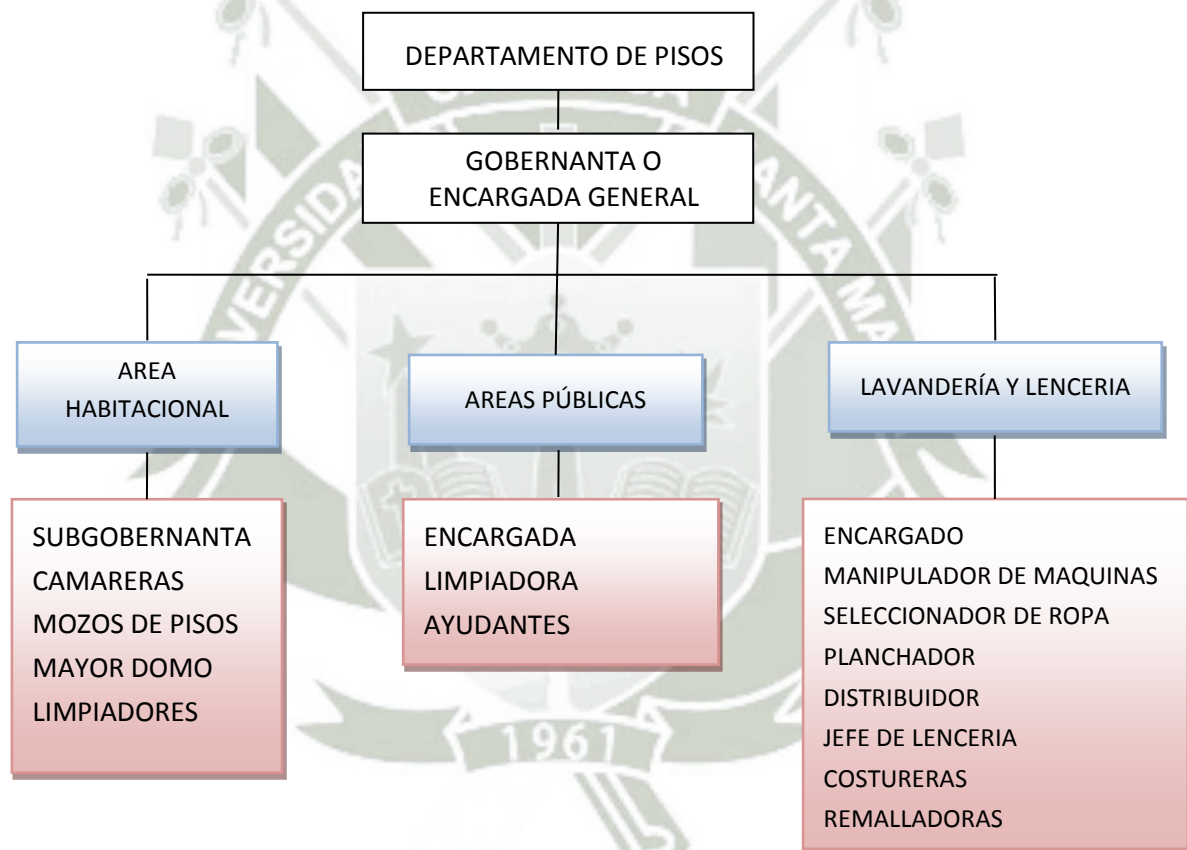 DEPARTAMENTO DE PISOS
GOBERNANTA O
ENCARGADA GENERAL
AREA
HABITACIONAL
AREAS PÚBLICAS
LAVANDERÍA Y LENCERIA
SUBGOBERNANTA
CAMARERAS
MOZOS DE PISOS
MAYOR DOMO
LIMPIADORES
ENCARGADA
LIMPIADORA
AYUDANTES
ENCARGADO
MANIPULADOR DE MAQUINAS
SELECCIONADOR DE ROPA
PLANCHADOR
DISTRIBUIDOR
JEFE DE LENCERIA
COSTURERAS
REMALLADORAS
1961